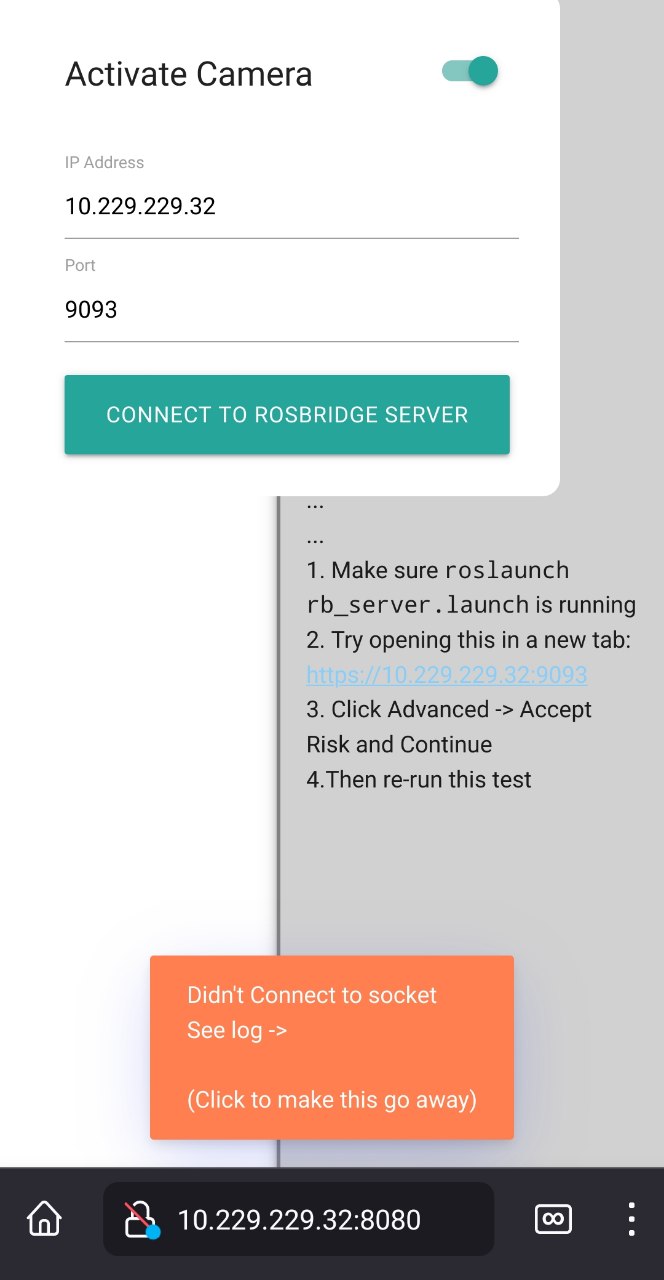 Activate Camera
IP Address
10.229.229.32
Port
9093
CONNECT TO ROSBRIDGE SERVER
...
...
1. Make sure roslaunch
rb_server.launch is running
2. Try opening this in a new tab:
https://10.229.229.32:9093
3. Click Advanced -> Accept
Risk and Continue
4.Then re-run this test
Didn't Connect to socket
See log ->
(Click to make this go away)
10.229.229.32:8080
∞